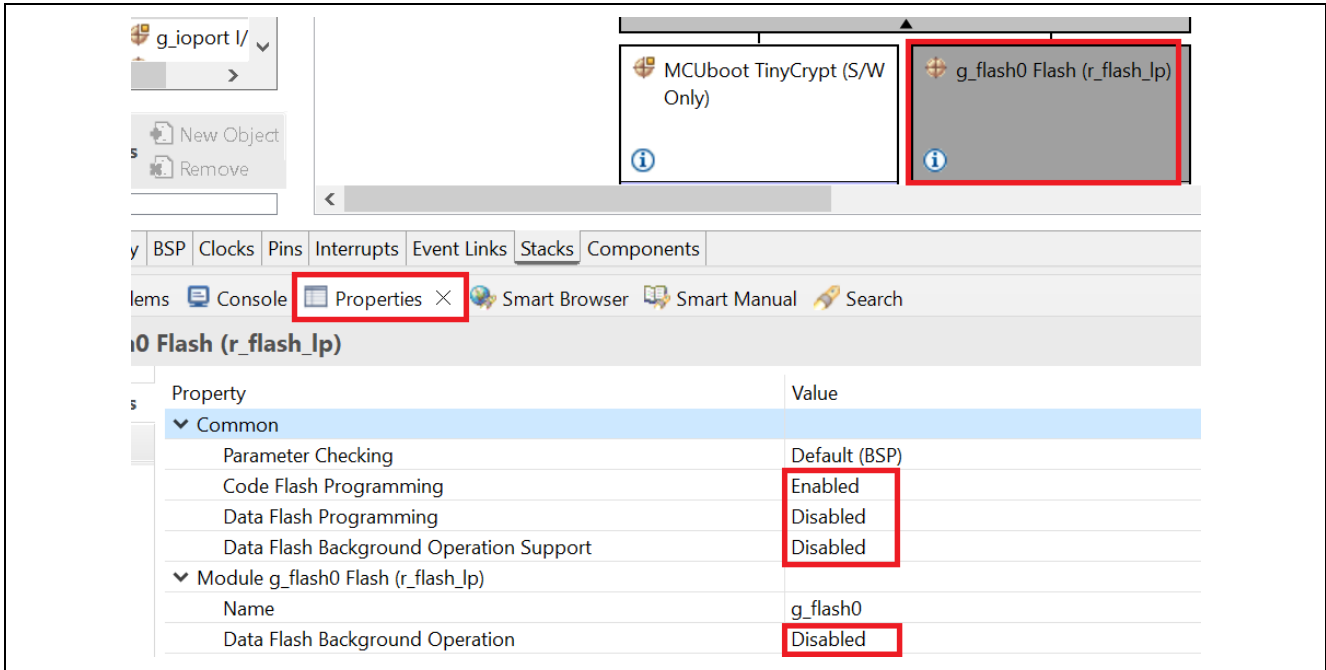 g_ioport I/
MCUboot TinyCrypt (S/W
Only)
g_flash0 Flash (r_flash_lp)
New Object
s
Remove
y BSP Clocks Pins Interrupts Event Links Stacks Components
lems Console Properties Smart Browser Smart Manual Search
0 Flash (r_flash_lp)
s
Property Value
Common
Parameter Checking Default (BSP)
Code Flash Programming Enabled
Data Flash Programming Disabled
Data Flash Background Operation Support Disabled
Module g_flash0 Flash (r_flash_lp)
Name g_flash0
Data Flash Background Operation Disabled